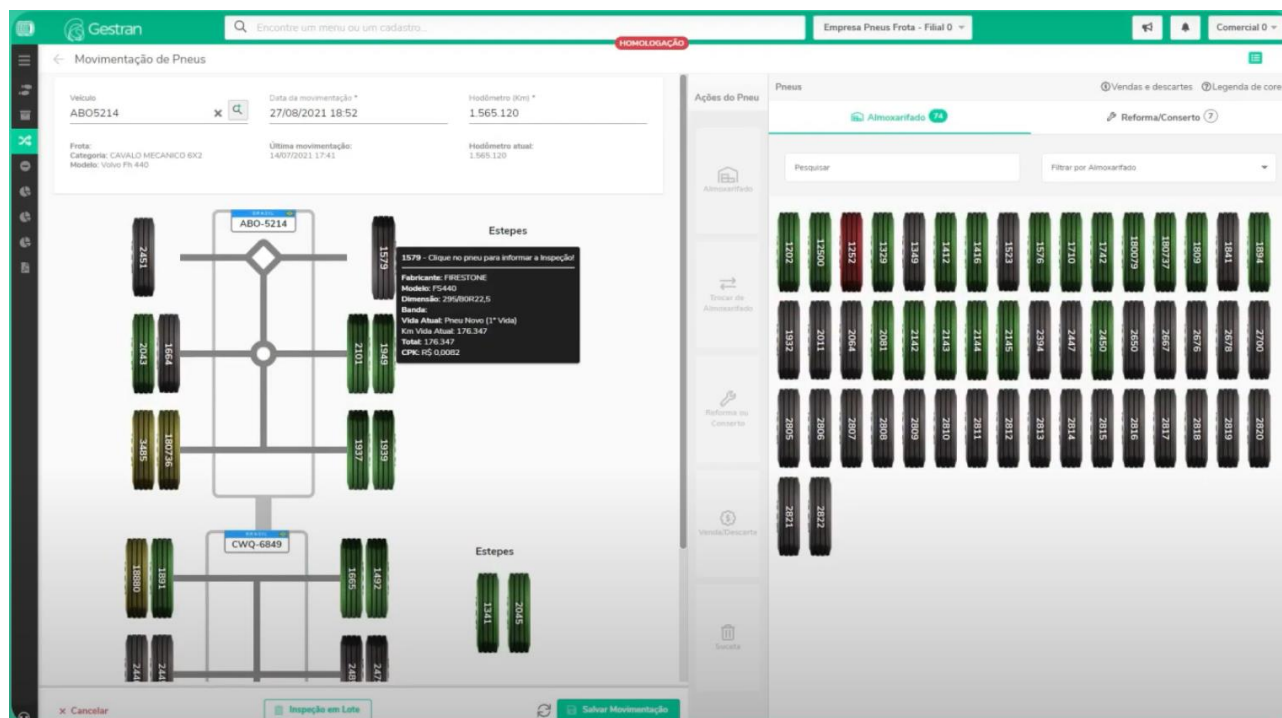 Gestran
Encontre um menu ou um cadastro...
Empresa Pneus Frota - Filial 0
Comercial 0
HOMOLOGAÇÃO
Movimentação de Pneus
Veículo
ABO5214
Data da movimentação *
27/08/2021 18:52
Hodômetro (Km) *
1.565.120
Frota:
Categoria: CAVALO MECANICO 6X2
Modelo: Volvo Fh 440
Última movimentação:
14/07/2021 17:41
Hodômetro atual:
1.565.120
BRASIL
ABO-5214
Estepes
2451
1579
1579 - Clique no pneu para informar a Inspeção!
Fabricante: FIRESTONE
Modelo: FS440
Dimensão: 295/80R22,5
Banda:
Vida Atual: Pneu Novo (1ª Vida)
Km Vida Atual: 176.347
Total: 176.347
CPK: R$ 0,0082
2043 1664 2101 1949
3485 180736 1937 1939
BRASIL
CWQ-6849
Estepes
18880 1891 1665 1492
1341 2045
Cancelar
Inspeção em Lote
Salvar Movimentação
Ações do Pneu
Almoxarifado
Trocar de
Almoxarifado
Reforma ou
Conserto
Venda/Descarte
Sucata
Pneus
Vendas e descartes
Legenda de core
Almoxarifado 74
Reforma/Conserto 7
Pesquisar
Filtrar por Almoxarifado
1202 12500 1252 1329 1349 1412 1416 1523 1576 1710 1742 180079 180737 1809 1841 1894
1932 2011 2064 2081 2142 2143 2144 2145 2394 2447 2450 2650 2667 2676 2678 2700
2805 2806 2807 2808 2809 2810 2811 2812 2813 2814 2815 2816 2817 2818 2819 2820
2821 2822